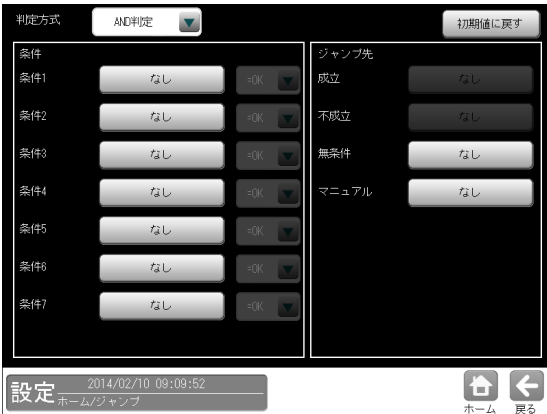 判定方式 AND判定 初期値に戻す
条件
条件1 なし =OK
条件2 なし =OK
条件3 なし =OK
条件4 なし =OK
条件5 なし =OK
条件6 なし =OK
条件7 なし =OK
ジャンプ先
成立 なし
不成立 なし
無条件 なし
マニュアル なし
設定 2014/02/10 09:09:52
ホーム/ジャンプ
ホーム 戻る